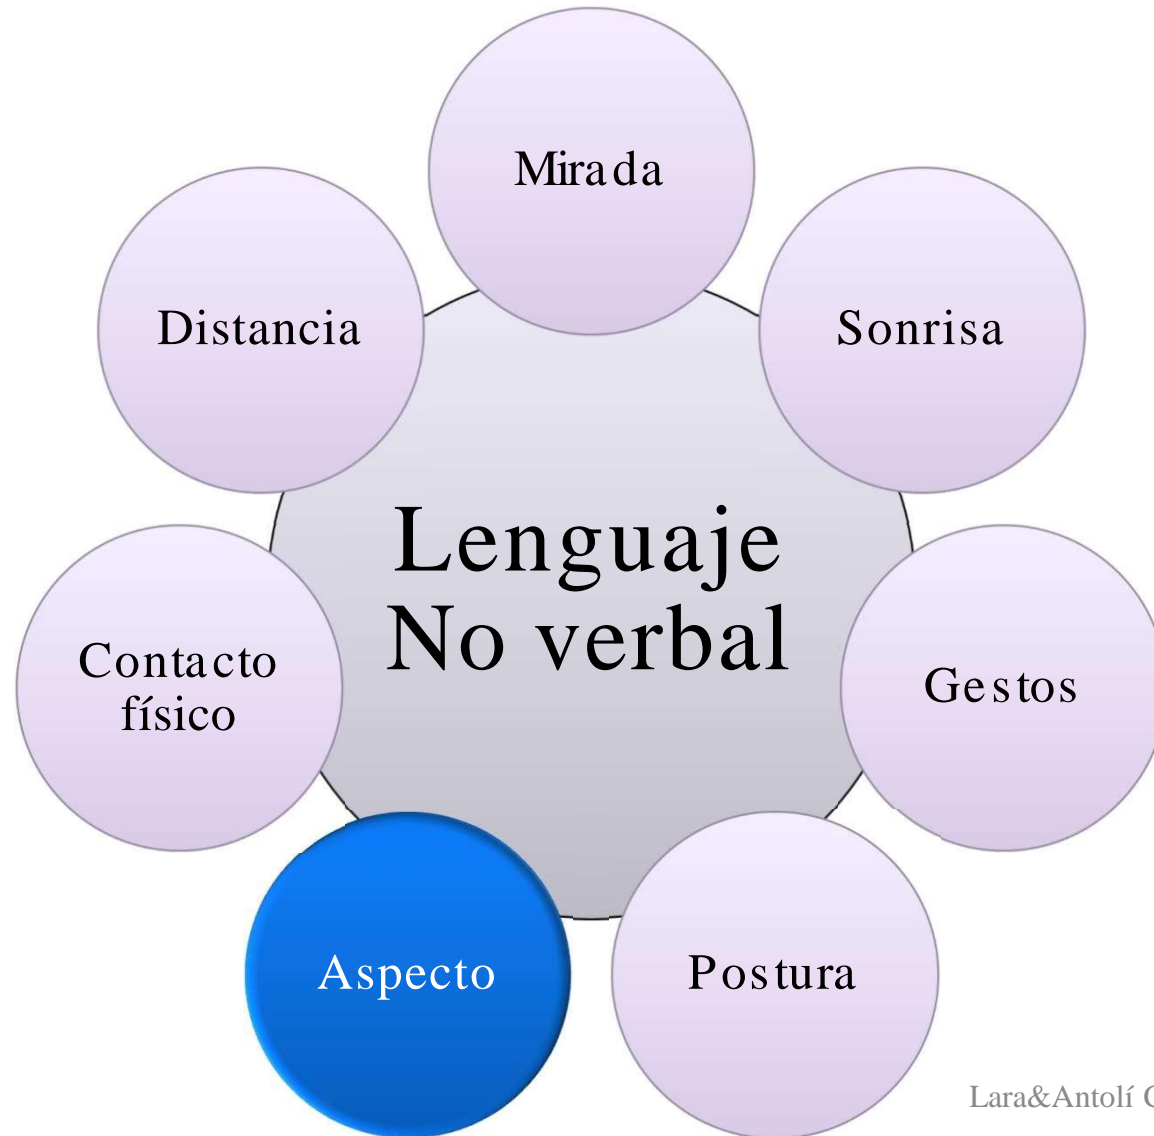 Mirada
Distancia
Sonrisa
Lenguaje
No verbal
Contacto
físico
Gestos
Aspecto
Postura
Lara&Antolí